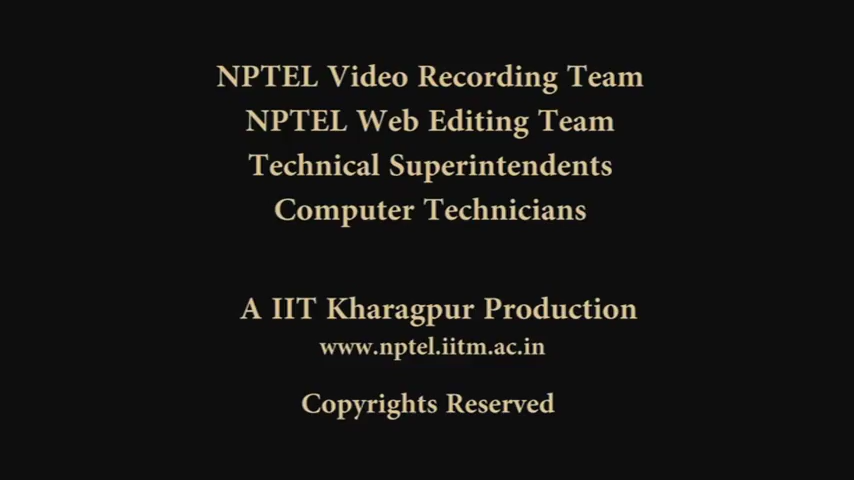 NPTEL Video Recording Team
NPTEL Web Editing Team
Technical Superintendents
Computer Technicians
A IIT Kharagpur Production
www.nptel.iitm.ac.in
Copyrights Reserved